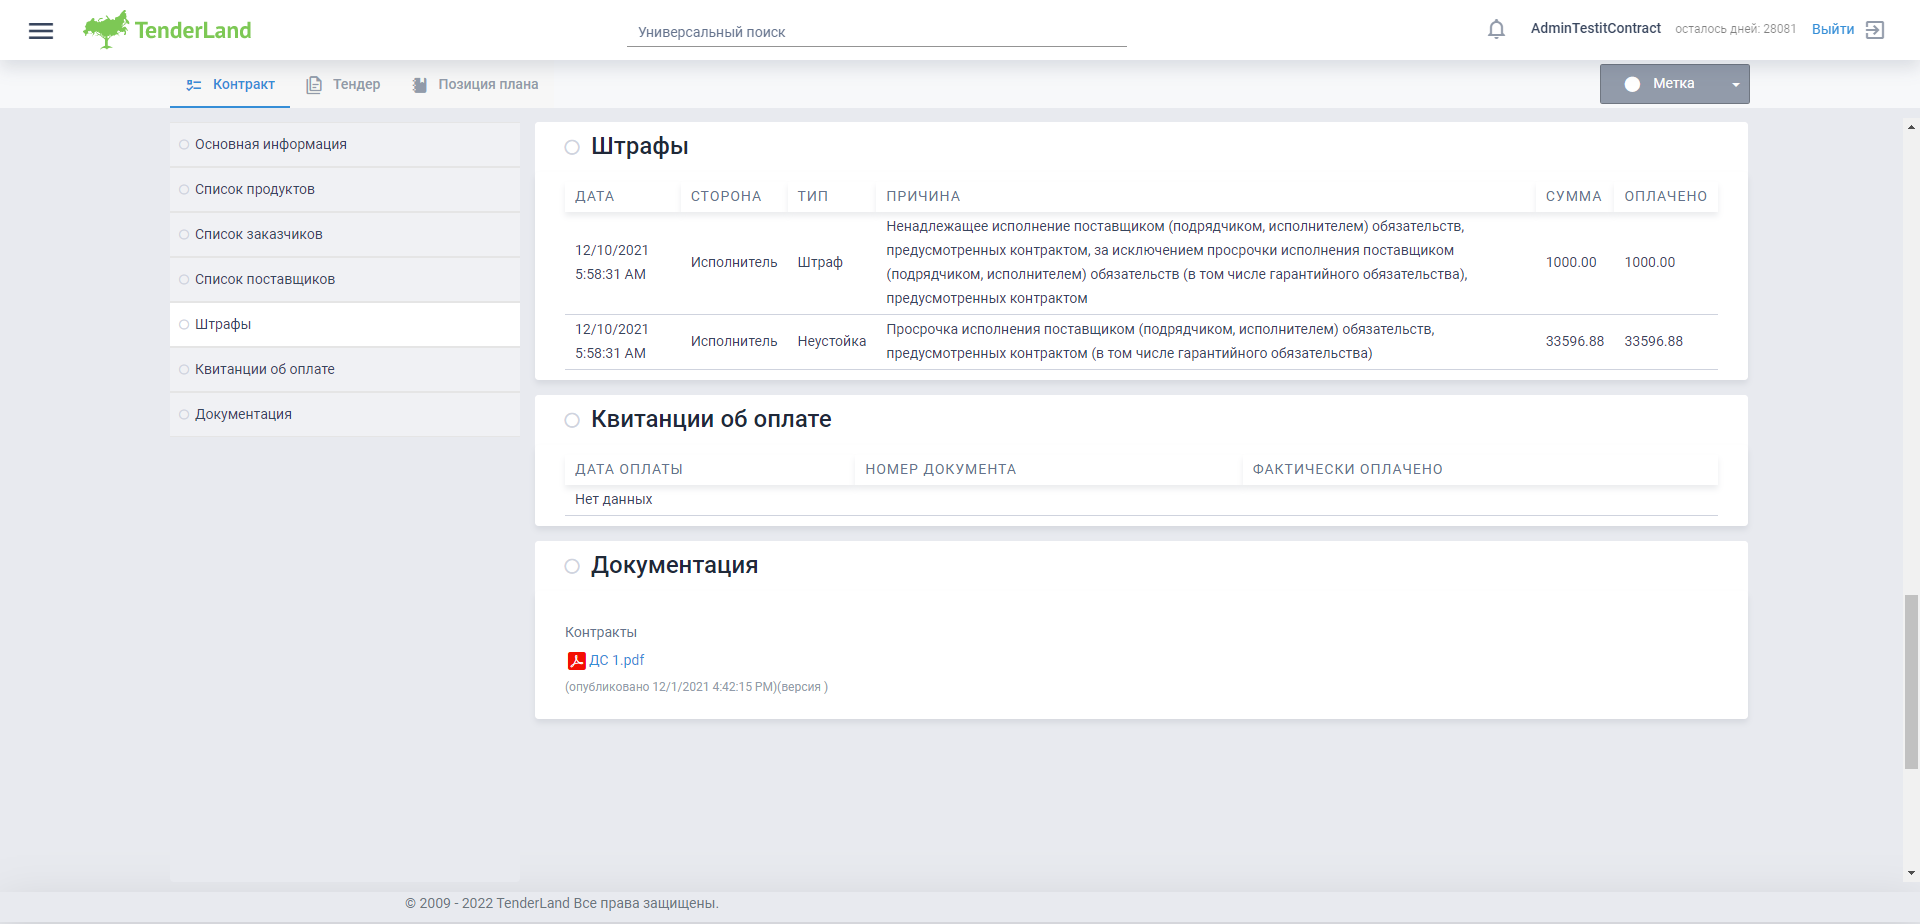 TenderLand
Универсальный поиск
AdminTestitContract осталось дней: 28081 Выйти
Контракт Тендер Позиция плана
Метка
Основная информация
Список продуктов
Список заказчиков
Список поставщиков
Штрафы
Квитанции об оплате
Документация
Штрафы
ДАТА СТОРОНА ТИП ПРИЧИНА СУММА ОПЛАЧЕНО
12/10/2021
5:58:31 AM
Исполнитель
Штраф
Ненадлежащее исполнение поставщиком (подрядчиком, исполнителем) обязательств,
предусмотренных контрактом, за исключением просрочки исполнения поставщиком
(подрядчиком, исполнителем) обязательств (в том числе гарантийного обязательства),
предусмотренных контрактом
1000.00
1000.00
12/10/2021
5:58:31 AM
Исполнитель
Неустойка
Просрочка исполнения поставщиком (подрядчиком, исполнителем) обязательств,
предусмотренных контрактом (в том числе гарантийного обязательства)
33596.88
33596.88
Квитанции об оплате
ДАТА ОПЛАТЫ НОМЕР ДОКУМЕНТА ФАКТИЧЕСКИ ОПЛАЧЕНО
Нет данных
Документация
Контракты
ДС 1.pdf
(опубликовано 12/1/2021 4:42:15 PM)(версия )
© 2009 - 2022 TenderLand Все права защищены.